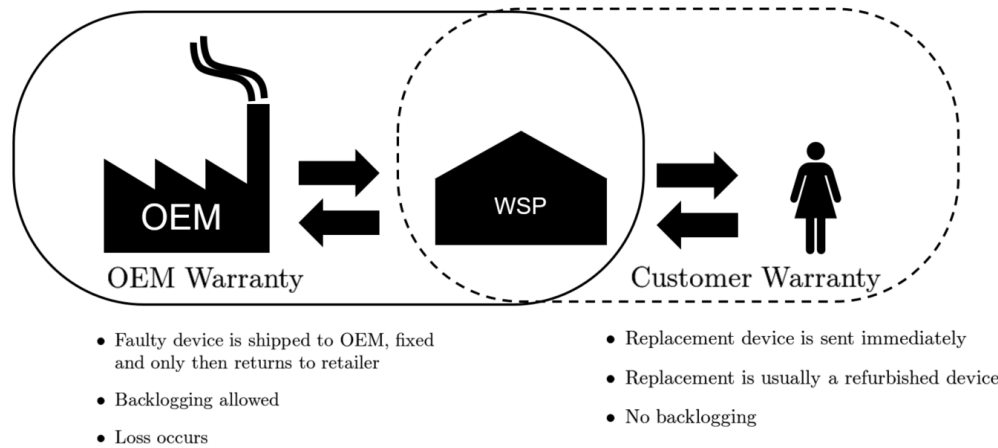 OEM
WSP
OEM Warranty
Customer Warranty
• Faulty device is shipped to OEM, fixed
and only then returns to retailer
• Backlogging allowed
• Loss occurs
• Replacement device is sent immediately
• Replacement is usually a refurbished device
• No backlogging